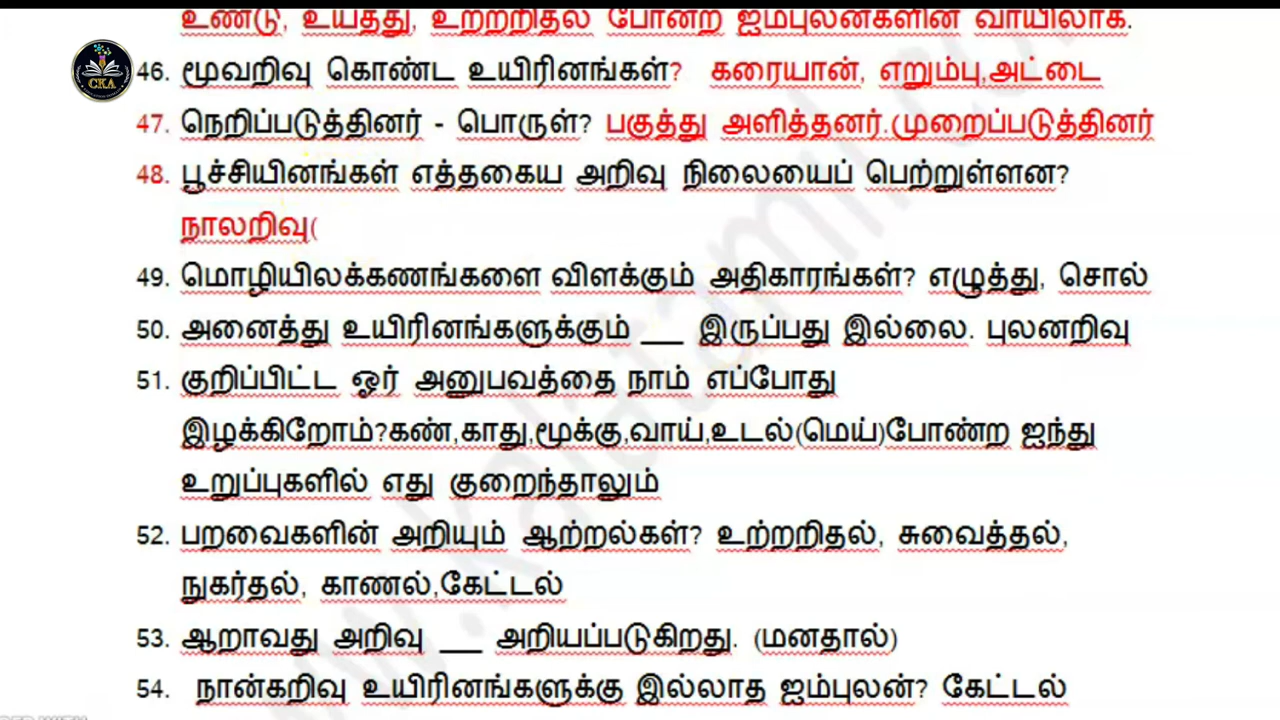 உண்டு, உயத்து, உற்றறிதல் போன்ற ஐம்புலன்களின் வாயிலாக.
CKA
46. மூவறிவு கொண்ட உயிரினங்கள்? கரையான், எறும்பு,அட்டை
47. நெறிப்படுத்தினர் - பொருள்? பகுத்து அளித்தனர்.முறைப்படுத்தினர்
48. பூச்சியினங்கள் எத்தகைய அறிவு நிலையைப் பெற்றுள்ளன?
நாலறிவு(
49. மொழியிலக்கணங்களை விளக்கும் அதிகாரங்கள்? எழுத்து, சொல்
50. அனைத்து உயிரினங்களுக்கும் ___ இருப்பது இல்லை. புலனறிவு
51. குறிப்பிட்ட ஓர் அனுபவத்தை நாம் எப்போது
இழக்கிறோம்?கண்,காது,மூக்கு,வாய்,உடல்(மெய்)போண்ற ஐந்து
உறுப்புகளில் எது குறைந்தாலும்
52. பறவைகளின் அறியும் ஆற்றல்கள்? உற்றறிதல், சுவைத்தல்,
நுகர்தல், காணல்,கேட்டல்
53. ஆறாவது அறிவு ___ அறியப்படுகிறது. (மனதால்)
54. நான்கறிவு உயிரினங்களுக்கு இல்லாத ஐம்புலன்? கேட்டல்